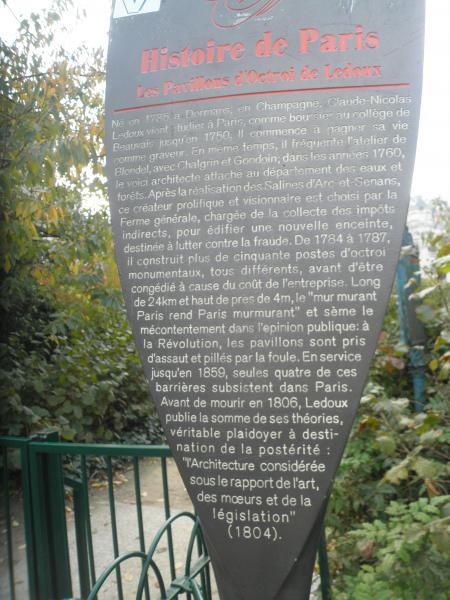 Histoire de Paris
Les Pavillons d'Octroi de Ledoux
Né en 1736 à Dormans, en Champagne, Claude-Nicolas
Ledoux vient étudier à Paris, comme boursier au collège de
Beauvais jusqu'en 1750. Il commence à gagner sa vie
comme graveur. En même temps, il fréquente l'atelier de
Blondel, avec Chalgrin et Gondoin; dans les années 1760,
le voici architecte attaché au département des eaux et
forêts. Après la réalisation des Salines d'Arc-et-Senans,
ce créateur prolifique et visionnaire est choisi par la
Ferme générale, chargée de la collecte des impôts
indirects, pour édifier une nouvelle enceinte,
destinée à lutter contre la fraude. De 1784 à 1787,
il construit plus de cinquante postes d'octroi
monumentaux, tous différents, avant d'être
congédié à cause du coût de l'entreprise. Long
de 24km et haut de pres de 4m, le "mur murant
Paris rend Paris murmurant" et sème le
mécontentement dans l'epinion publique: à
la Révolution, les pavillons sont pris
d'assaut et pillés par la foule. En service
jusqu'en 1859, seules quatre de ces
barrières subsistent dans Paris.
Avant de mourir en 1806, Ledoux
publie la somme de ses théories,
véritable plaidoyer à desti-
nation de la postérité :
"l'Architecture considérée
sous le rapport de l'art,
des mœurs et de la
législation"
(1804).